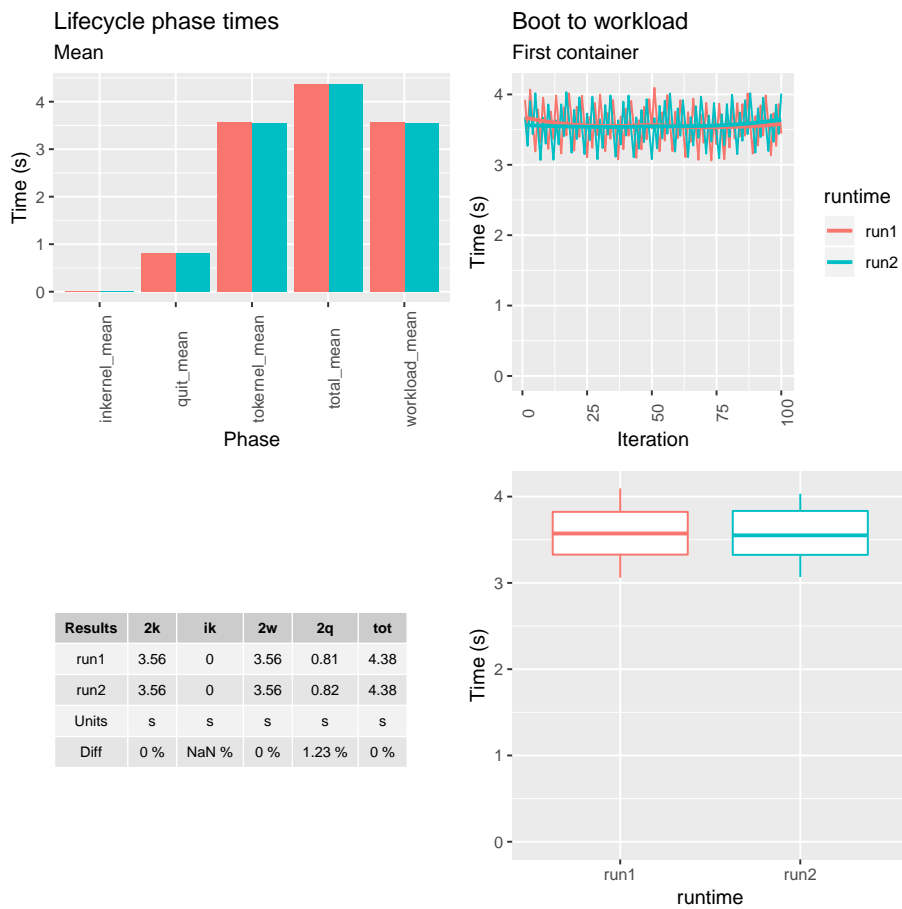 Lifecycle phase times
Mean
Time (s)
4
3
2
1
0
inkernel_mean
quit_mean
tokernel_mean
total_mean
workload_mean
Phase
Boot to workload
First container
Time (s)
4
3
2
1
0
0
25
50
75
100
Iteration
runtime
run1
run2
Results 2k ik 2w 2q tot
run1 3.56 0 3.56 0.81 4.38
run2 3.56 0 3.56 0.82 4.38
Units s s s s s
Diff 0 % NaN % 0 % 1.23 % 0 %
Time (s)
4
3
2
1
0
run1
run2
runtime